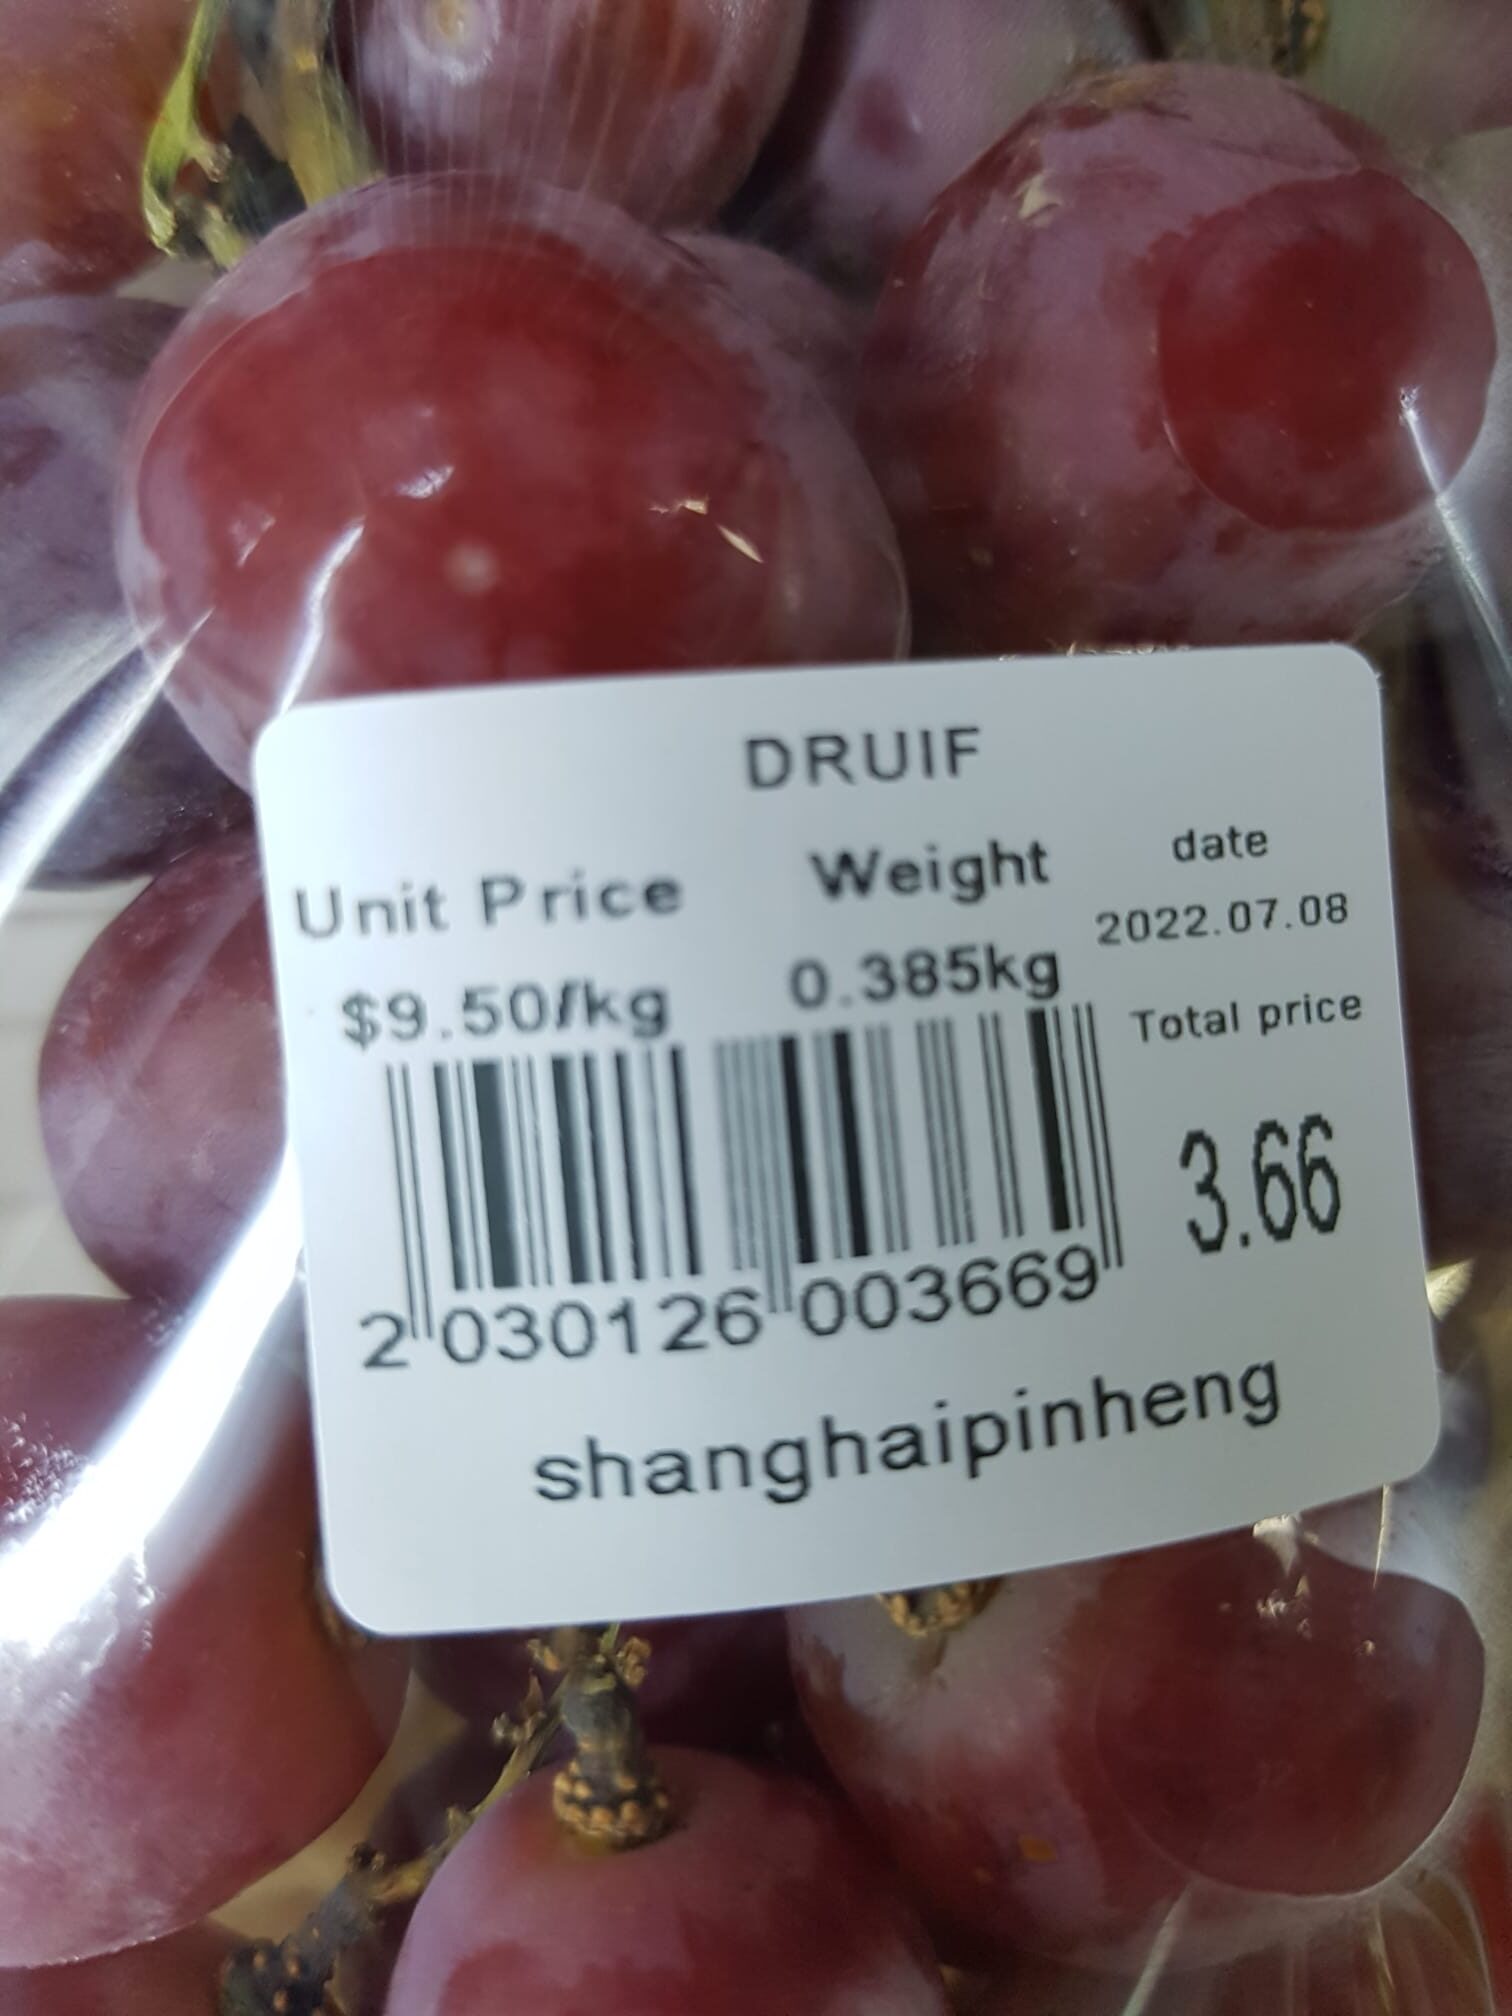 DRUIF
Unit Price Weight date
$9.50/kg 0.385kg 2022.07.08
Total price
3.66
2 030126 003669
shanghaipinheng